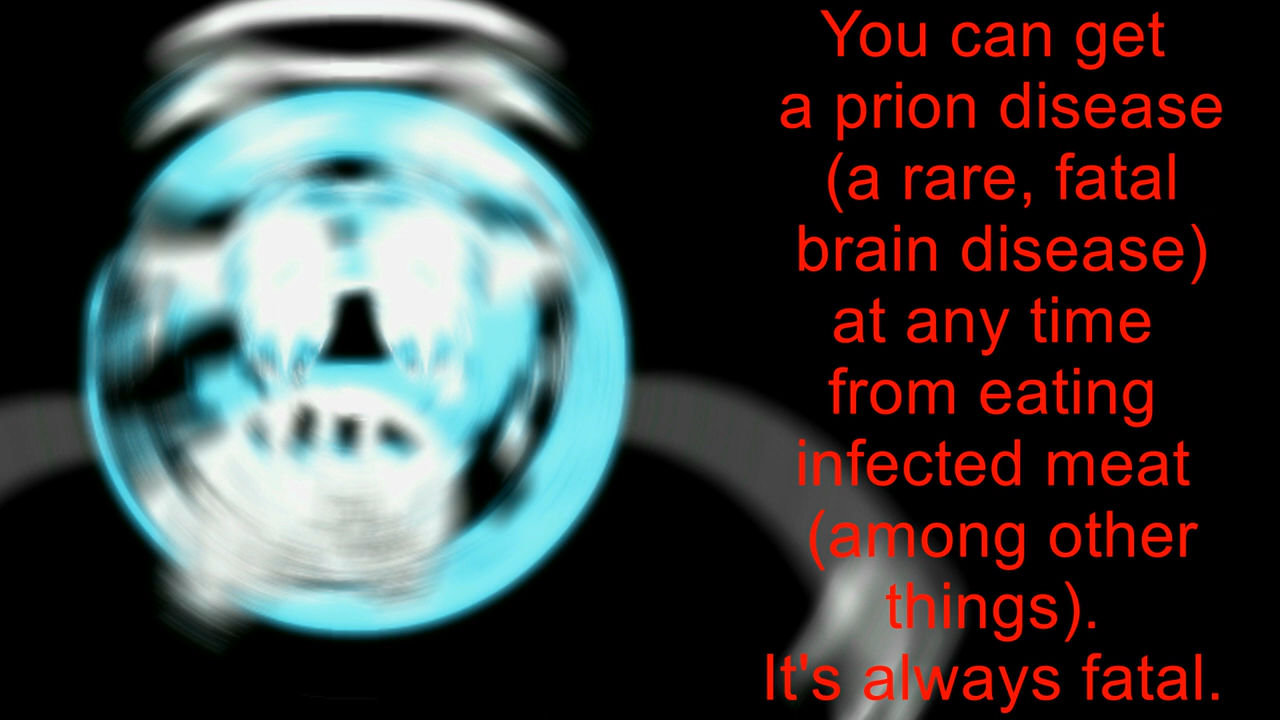 You can get
a prion disease
(a rare, fatal
brain disease)
at any time
from eating
infected meat
(among other
things).
It's always fatal.